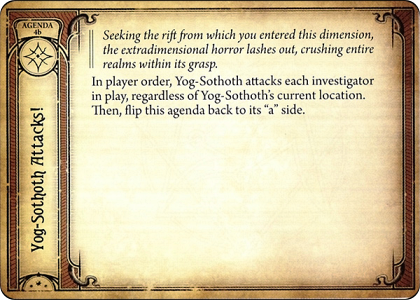 AGENDA
4b
Yog-Sothoth Attacks!
Seeking the rift from which you entered this dimension,
the extradimensional horror lashes out, crushing entire
realms within its grasp.
In player order, Yog-Sothoth attacks each investigator
in play, regardless of Yog-Sothoth’s current location.
Then, flip this agenda back to its “a” side.